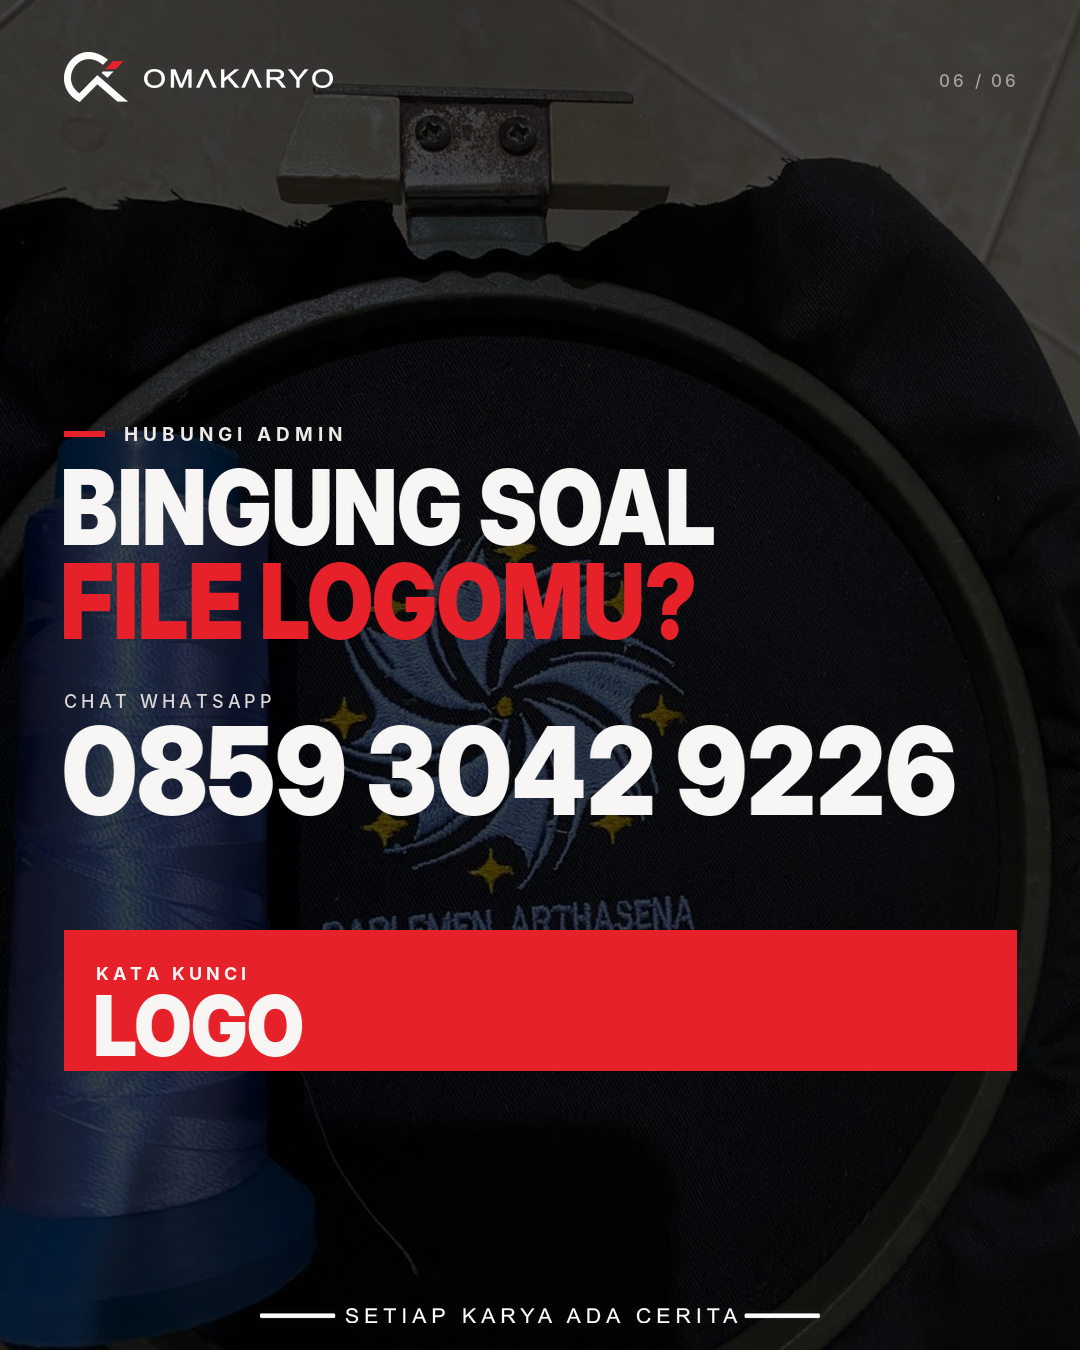 OMAKARYO
06 / 06
HUBUNGI ADMIN
BINGUNG SOAL
FILE LOGOMU?
CHAT WHATSAPP
0859 3042 9226
PARLEMEN ARTHASENA
KATA KUNCI
LOGO
SETIAP KARYA ADA CERITA